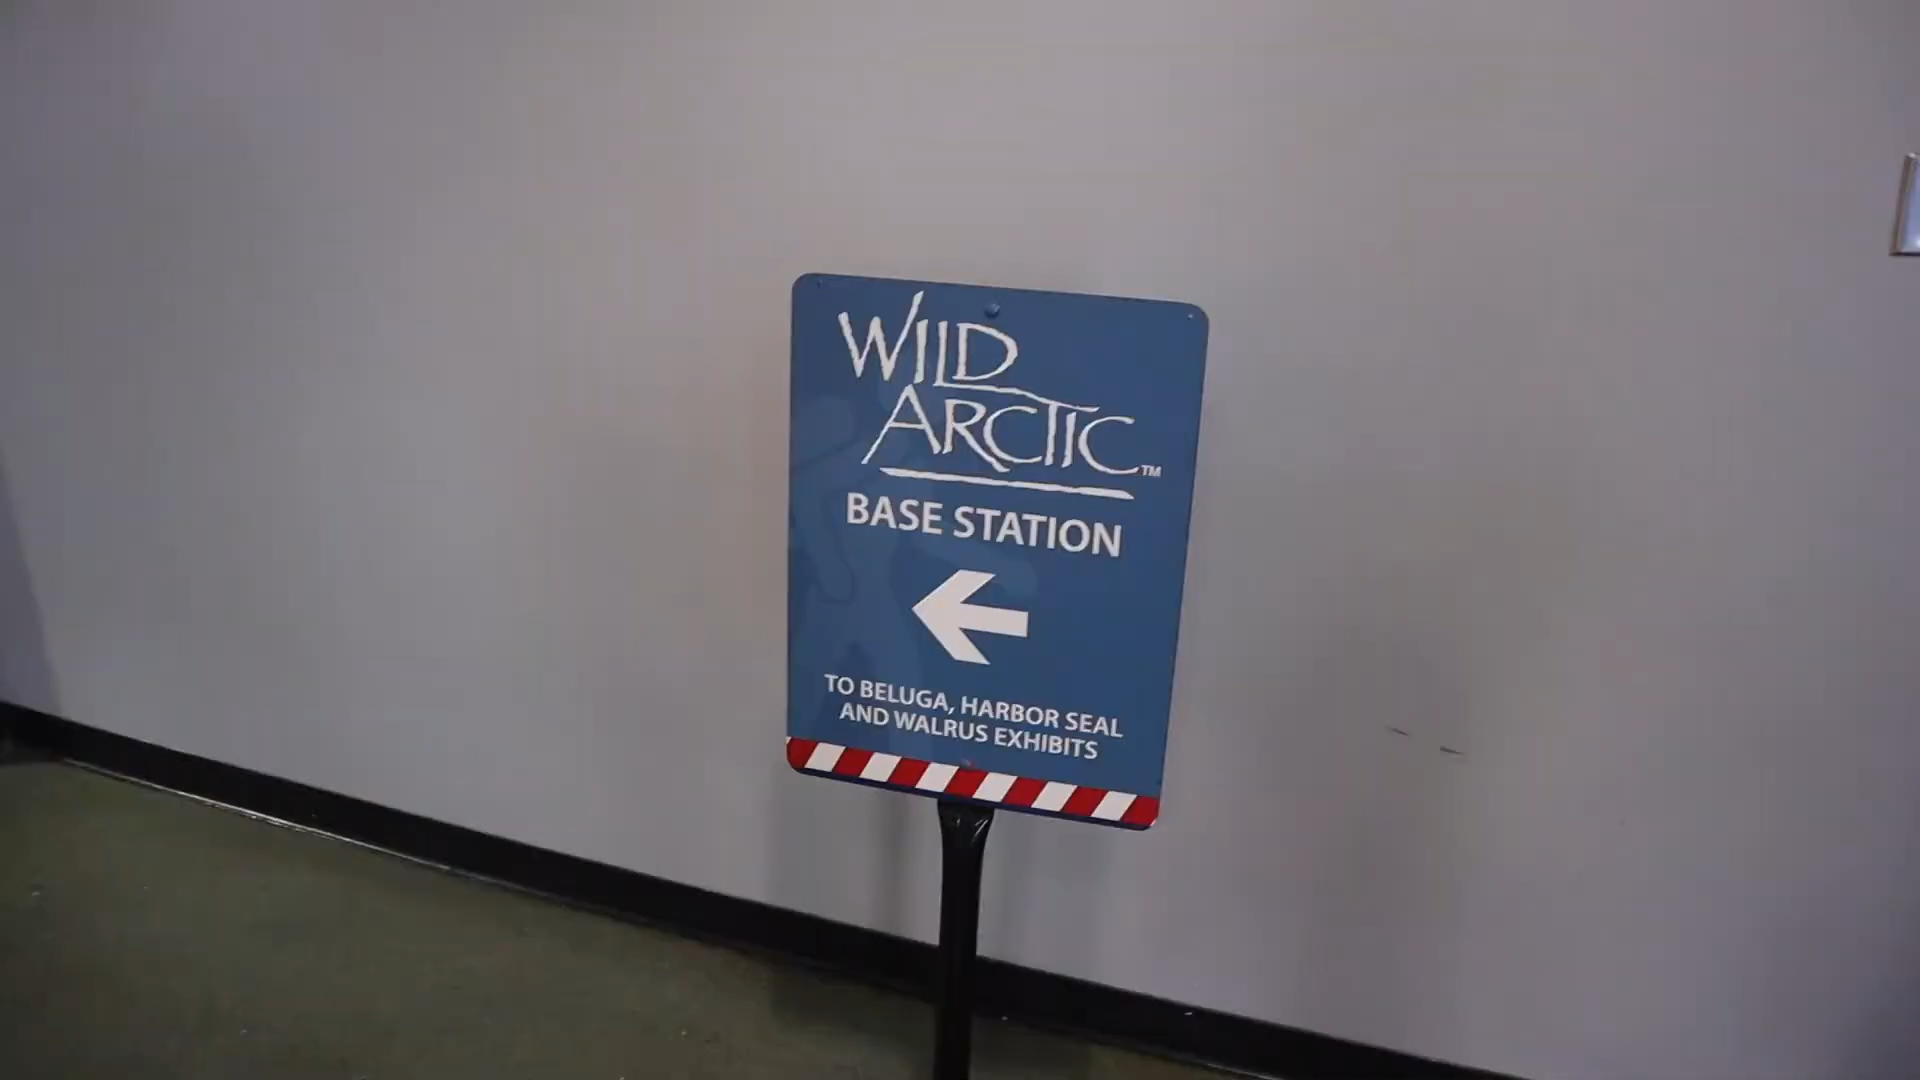 WILD
ARCTIC™
BASE STATION
TO BELUGA, HARBOR SEAL
AND WALRUS EXHIBITS